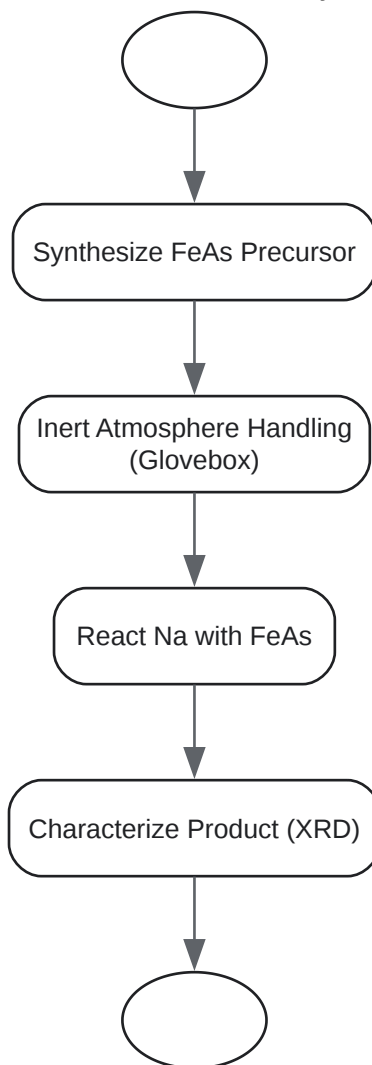 Synthesize FeAs Precursor
Inert Atmosphere Handling
(Glovebox)
React Na with FeAs
Characterize Product (XRD)